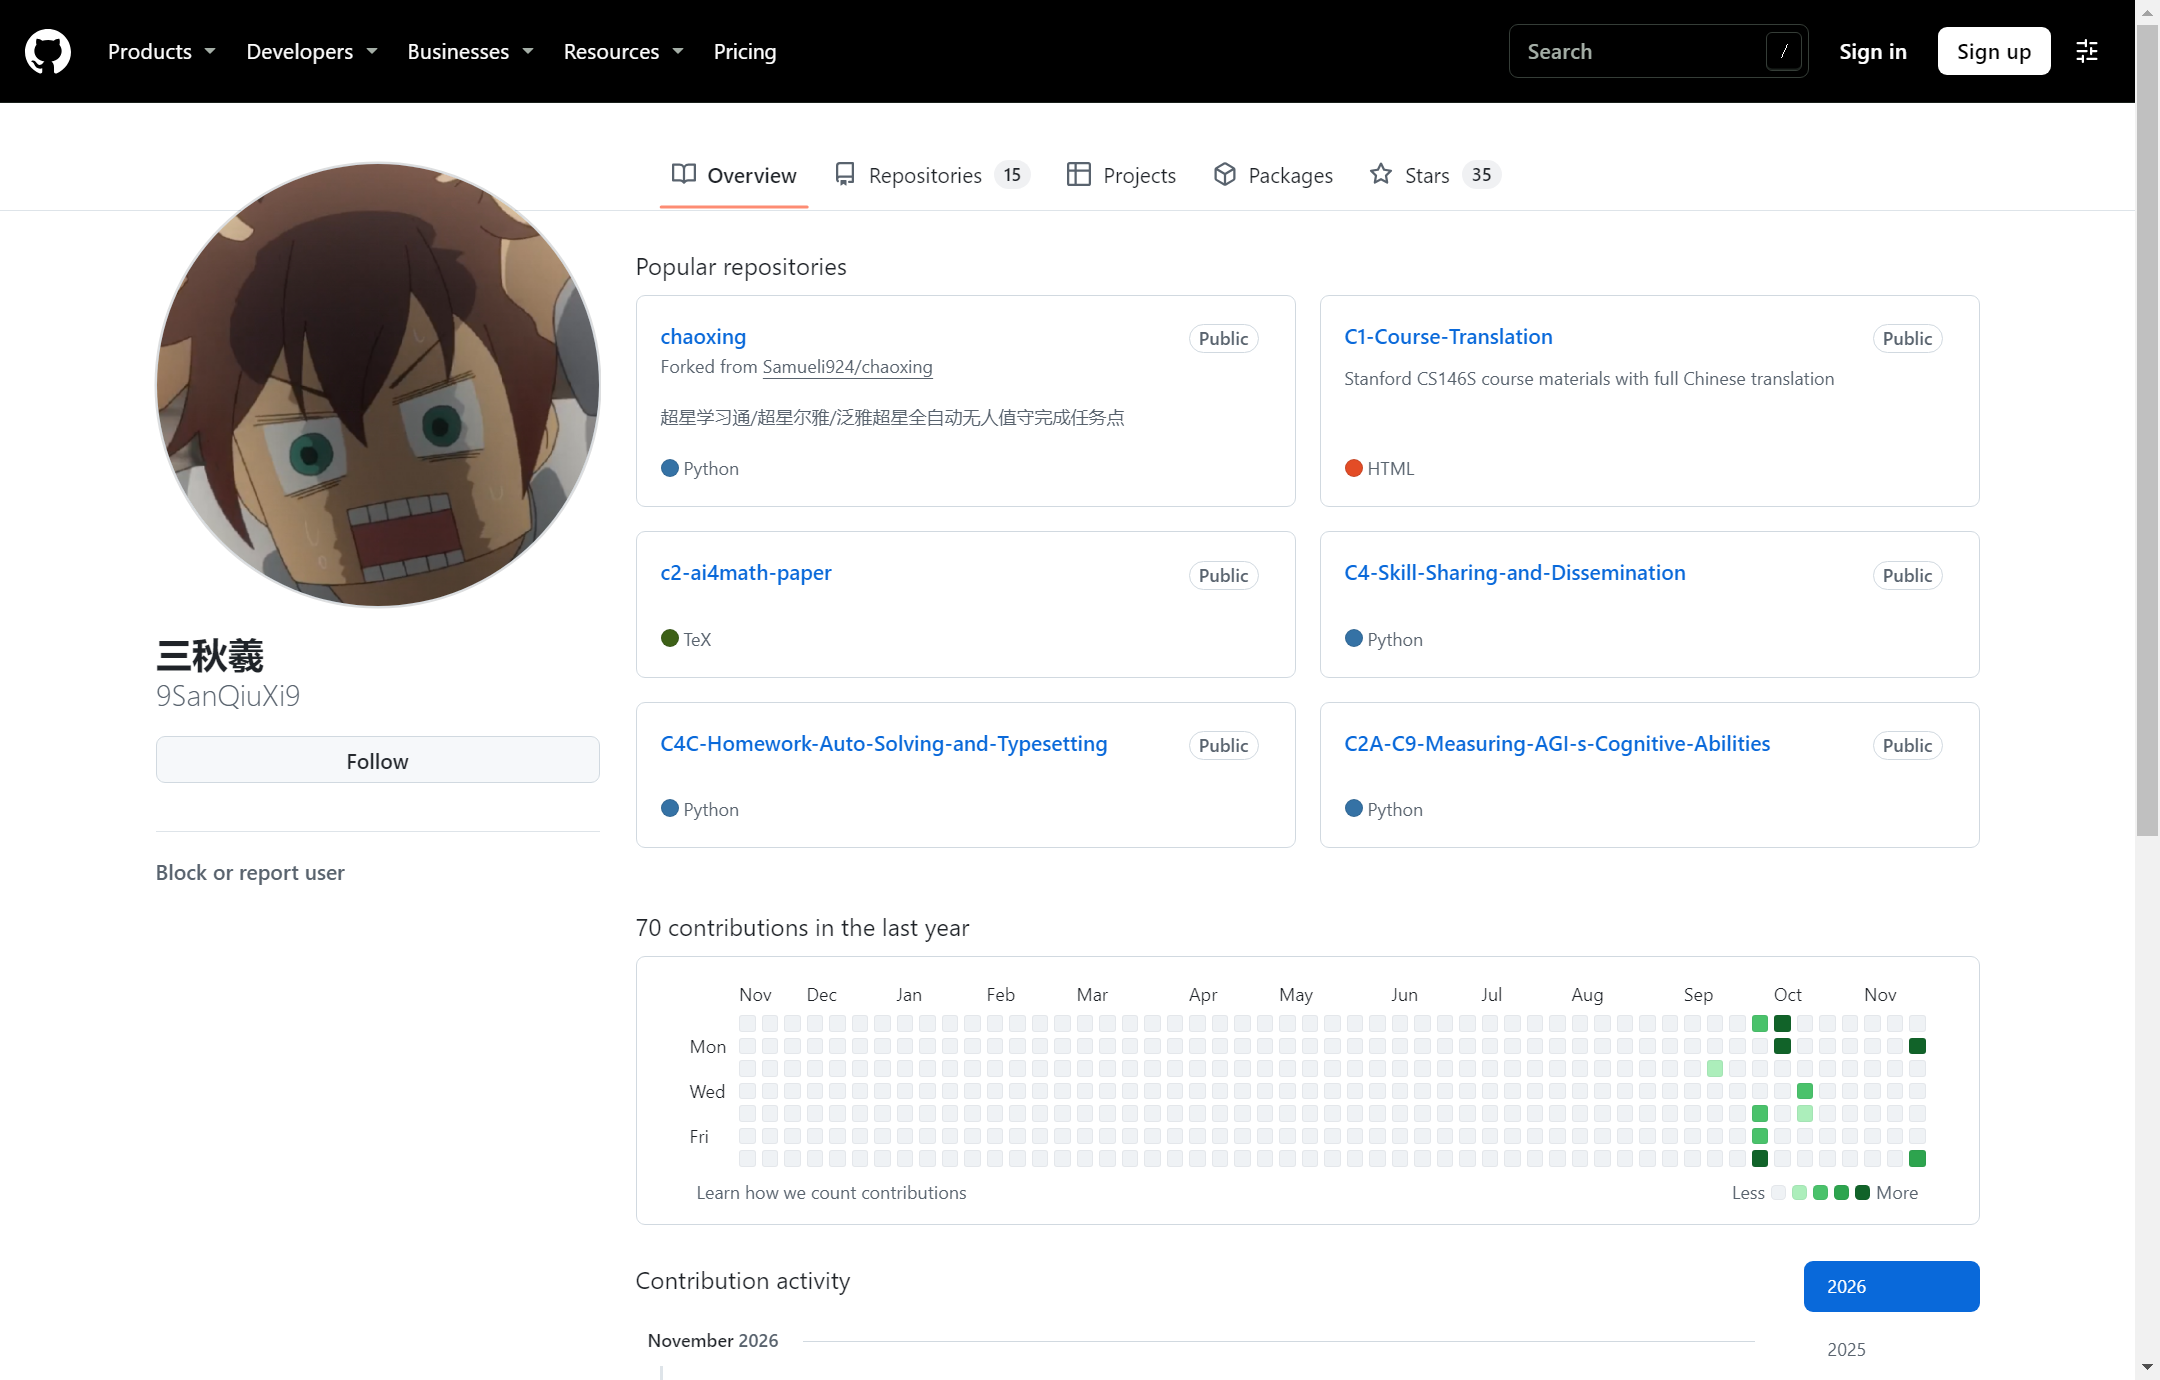 Products Developers Businesses Resources Pricing Search / Sign in Sign up
Overview Repositories 15 Projects Packages Stars 35
三秋羲
9SanQiuXi9
Follow
Block or report user
Popular repositories
chaoxing Public
Forked from Samueli924/chaoxing
超星学习通/超星尔雅/泛雅超星全自动无人值守完成任务点
Python
C1-Course-Translation Public
Stanford CS146S course materials with full Chinese translation
HTML
c2-ai4math-paper Public
TeX
C4-Skill-Sharing-and-Dissemination Public
Python
C4C-Homework-Auto-Solving-and-Typesetting Public
Python
C2A-C9-Measuring-AGI-s-Cognitive-Abilities Public
Python
70 contributions in the last year
Nov Dec Jan Feb Mar Apr May Jun Jul Aug Sep Oct Nov
Mon
Wed
Fri
Learn how we count contributions Less More
Contribution activity
2026
2025
November 2026